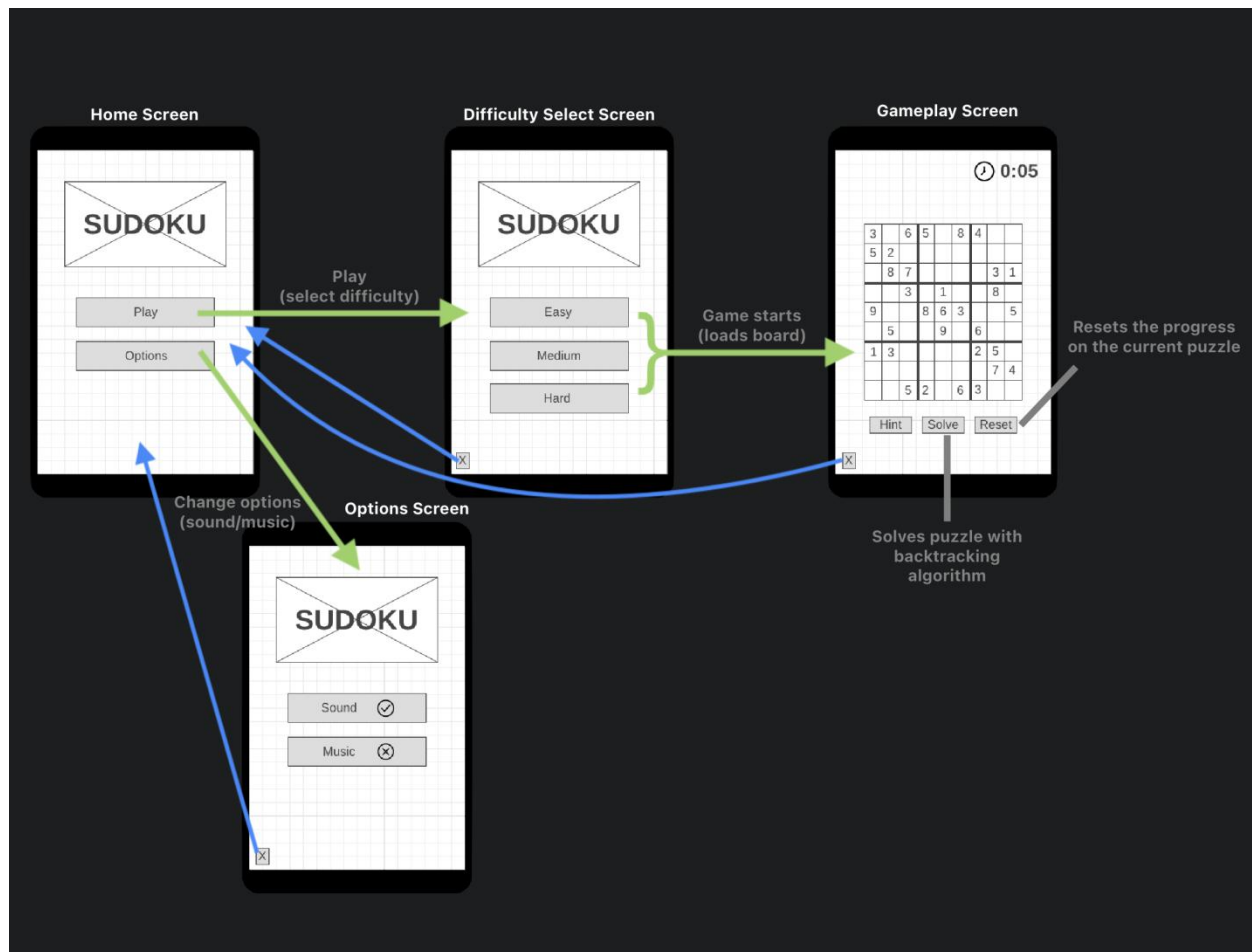 Home Screen
SUDOKU
Play
Options
Play
(select difficulty)
Difficulty Select Screen
SUDOKU
Easy
Medium
Hard
X
Game starts
(loads board)
Gameplay Screen
0:05
3 6 5 8 4
5 2
8 7 3 1
3 1 8
9 8 6 3 5
5 9 6
1 3 2 5
7 4
5 2 6 3
Hint Solve Reset
X
Resets the progress
on the current puzzle
Solves puzzle with
backtracking
algorithm
Change options
(sound/music)
Options Screen
SUDOKU
Sound
Music
X